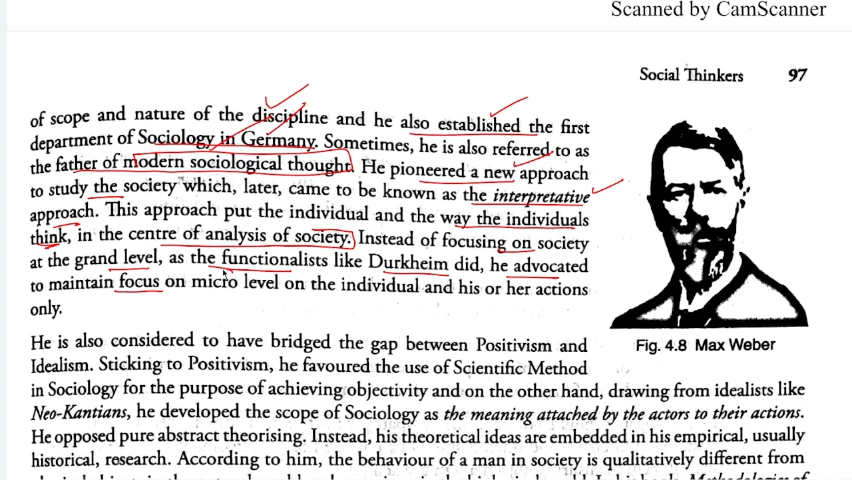 Scanned by CamScanner
Social Thinkers 97
of scope and nature of the discipline and he also established the first
department of Sociology in Germany. Sometimes, he is also referred to as
the father of modern sociological thought. He pioneered a new approach
to study the society which, later, came to be known as the interpretative
approach. This approach put the individual and the way the individuals
think, in the centre of analysis of society. Instead of focusing on society
at the grand level, as the functionalists like Durkheim did, he advocated
to maintain focus on micro level on the individual and his or her actions
only.
Fig. 4.8 Max Weber
He is also considered to have bridged the gap between Positivism and
Idealism. Sticking to Positivism, he favoured the use of Scientific Method
in Sociology for the purpose of achieving objectivity and on the other hand, drawing from idealists like
Neo-Kantians, he developed the scope of Sociology as the meaning attached by the actors to their actions.
He opposed pure abstract theorising. Instead, his theoretical ideas are embedded in his empirical, usually
historical, research. According to him, the behaviour of a man in society is qualitatively different from